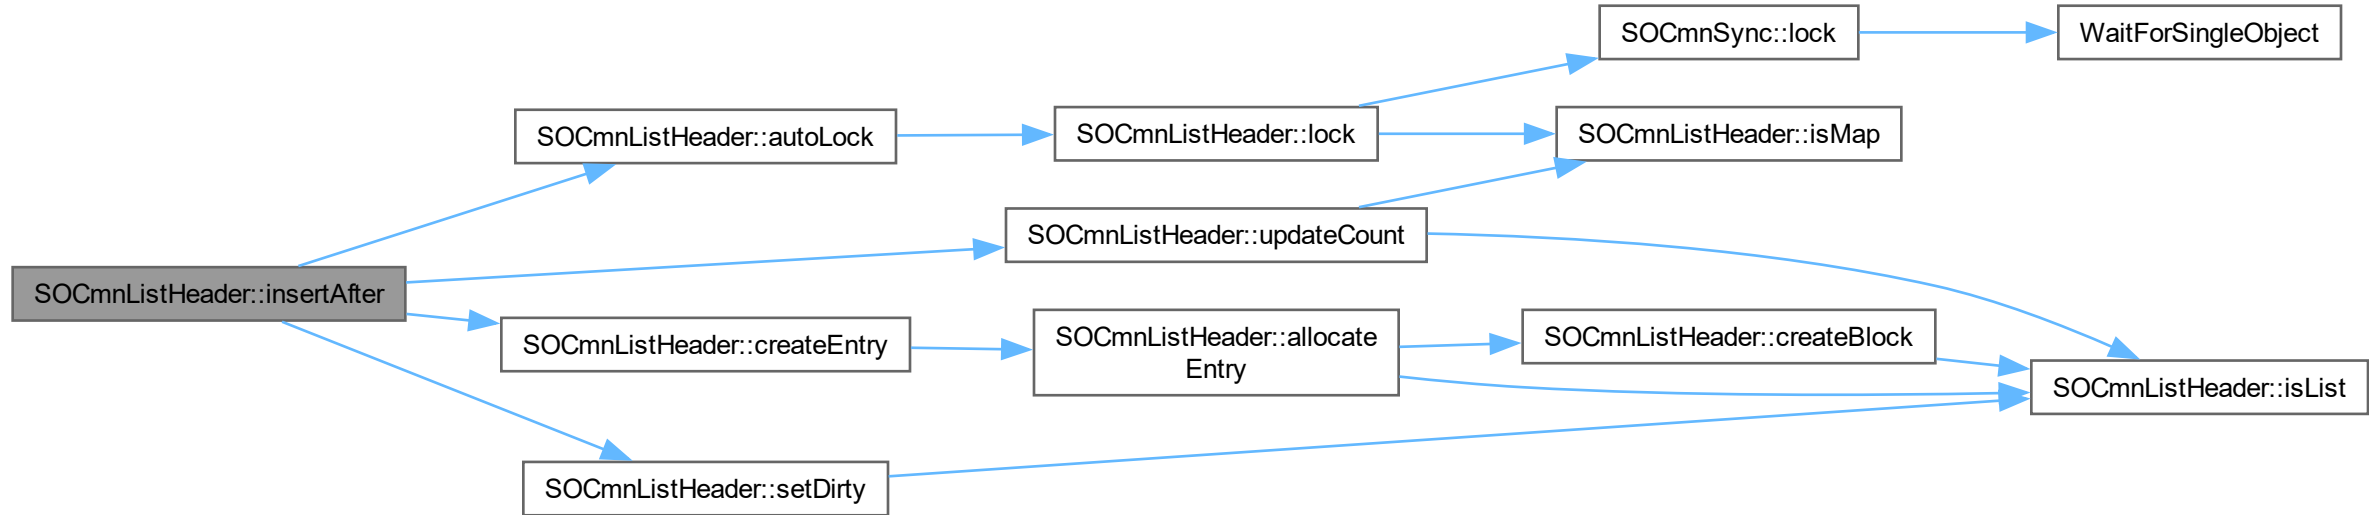 SOCmnSync::lock
WaitForSingleObject
SOCmnListHeader::autoLock
SOCmnListHeader::lock
SOCmnListHeader::isMap
SOCmnListHeader::updateCount
SOCmnListHeader::insertAfter
SOCmnListHeader::createEntry
SOCmnListHeader::allocate
Entry
SOCmnListHeader::createBlock
SOCmnListHeader::isList
SOCmnListHeader::setDirty